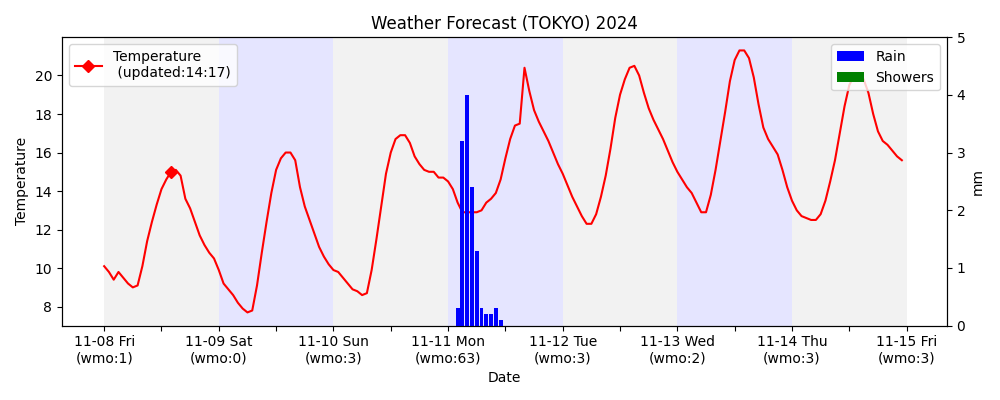 Weather Forecast (TOKYO) 2024
Temperature
(updated:14:17)
Rain
Showers
Temperature
20
18
16
14
12
10
8
5
4
3
2
1
0
mm
11-08 Fri
(wmo:1)
11-09 Sat
(wmo:0)
11-10 Sun
(wmo:3)
11-11 Mon
(wmo:63)
11-12 Tue
(wmo:3)
11-13 Wed
(wmo:2)
11-14 Thu
(wmo:3)
11-15 Fri
(wmo:3)
Date